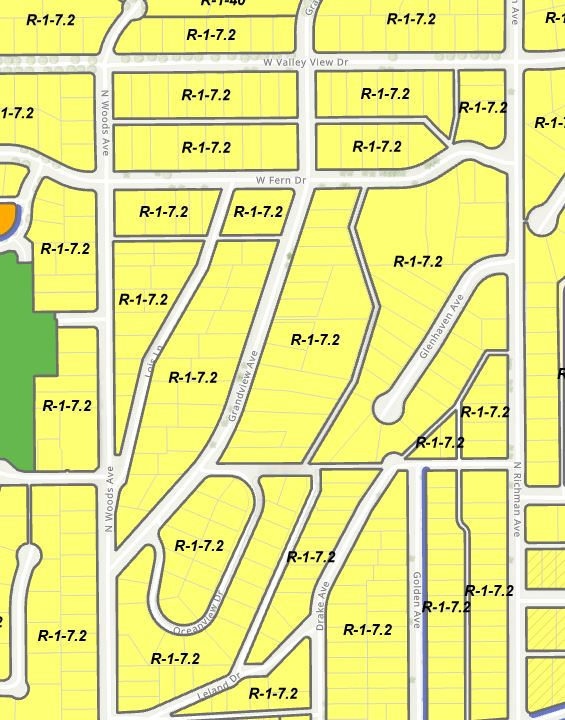 R-1-40
Gra
n Ave
R-1-7.2
R-1-7.2
R-1-7.2
R-1
W Valley View Dr
R-1-7.2
R-1-7.2
R-1-7.2
1-7.2
R-1-
N Woods Ave
R-1-7.2
R-1-7.2
W Fern Dr
R-1-7.2
R-1-7.2
R-1-7.2
R-1-7.2
R-1-7.2
R-1-7.2
Glenhaven Ave
Lois Ln
R-1-7.2
Grandview Ave
R
R-1-7.2
R-1-7.2
R-1-7.2
N Woods Ave
N Richman Ave
R-1-7.2
R-1-7.2
R-1-7.2
R-1-7.2
Golden Ave
Drake Ave
Oceanview Dr
2
R-1-7.2
R-1-7.2
R-1-7.2
Leland Dr
R-1-7.2